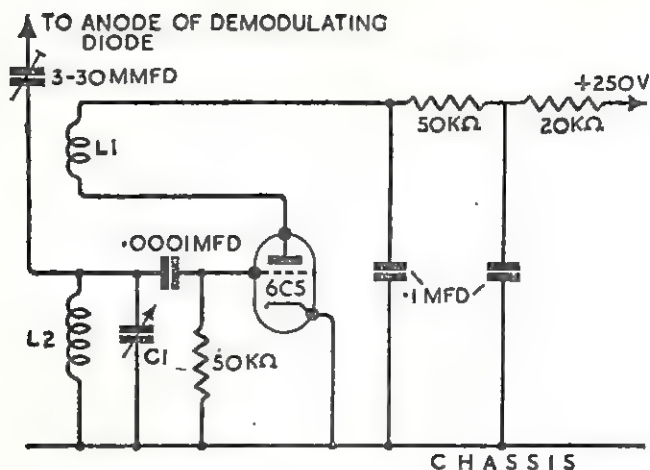 TO ANODE OF DEMODULATING
DIODE
3-30MMFD
+250V
50KΩ
20KΩ
L1
.0001MFD
6C5
.1MFD
L2
C1
50KΩ
CHASSIS